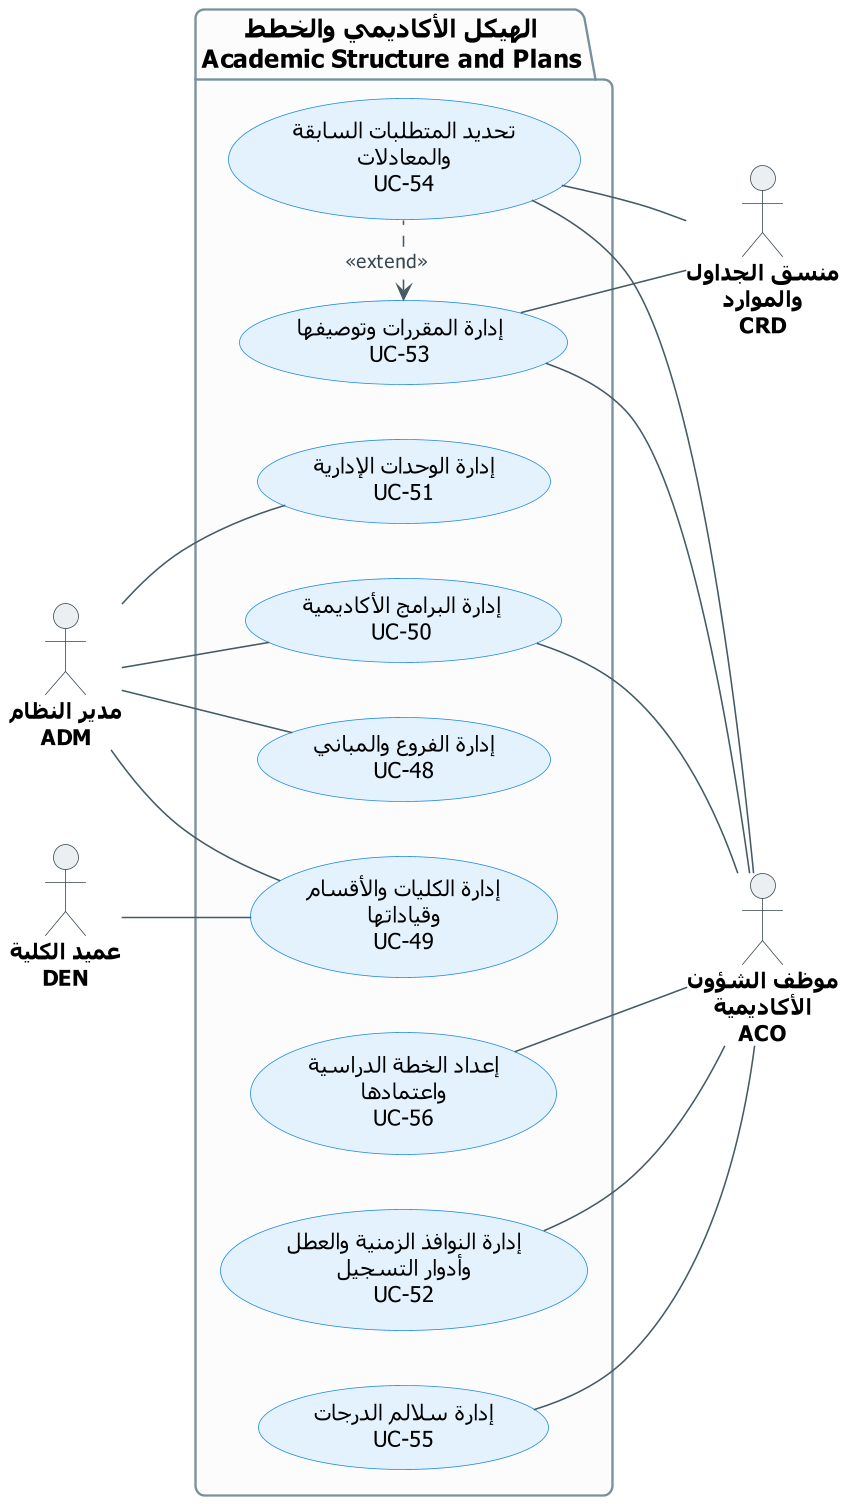 الهيكل الأكاديمي والخطط
Academic Structure and Plans
تحديد المتطلبات السابقة
والمعادلات
UC-54
«extend»
إدارة المقررات وتوصيفها
UC-53
إدارة الوحدات الإدارية
UC-51
إدارة البرامج الأكاديمية
UC-50
إدارة الفروع والمباني
UC-48
إدارة الكليات والأقسام
وقياداتها
UC-49
إعداد الخطة الدراسية
واعتمادها
UC-56
إدارة النوافذ الزمنية والعطل
وأدوار التسجيل
UC-52
إدارة سلالم الدرجات
UC-55
منسق الجداول
والموارد
CRD
مدير النظام
ADM
عميد الكلية
DEN
موظف الشؤون
الأكاديمية
ACO